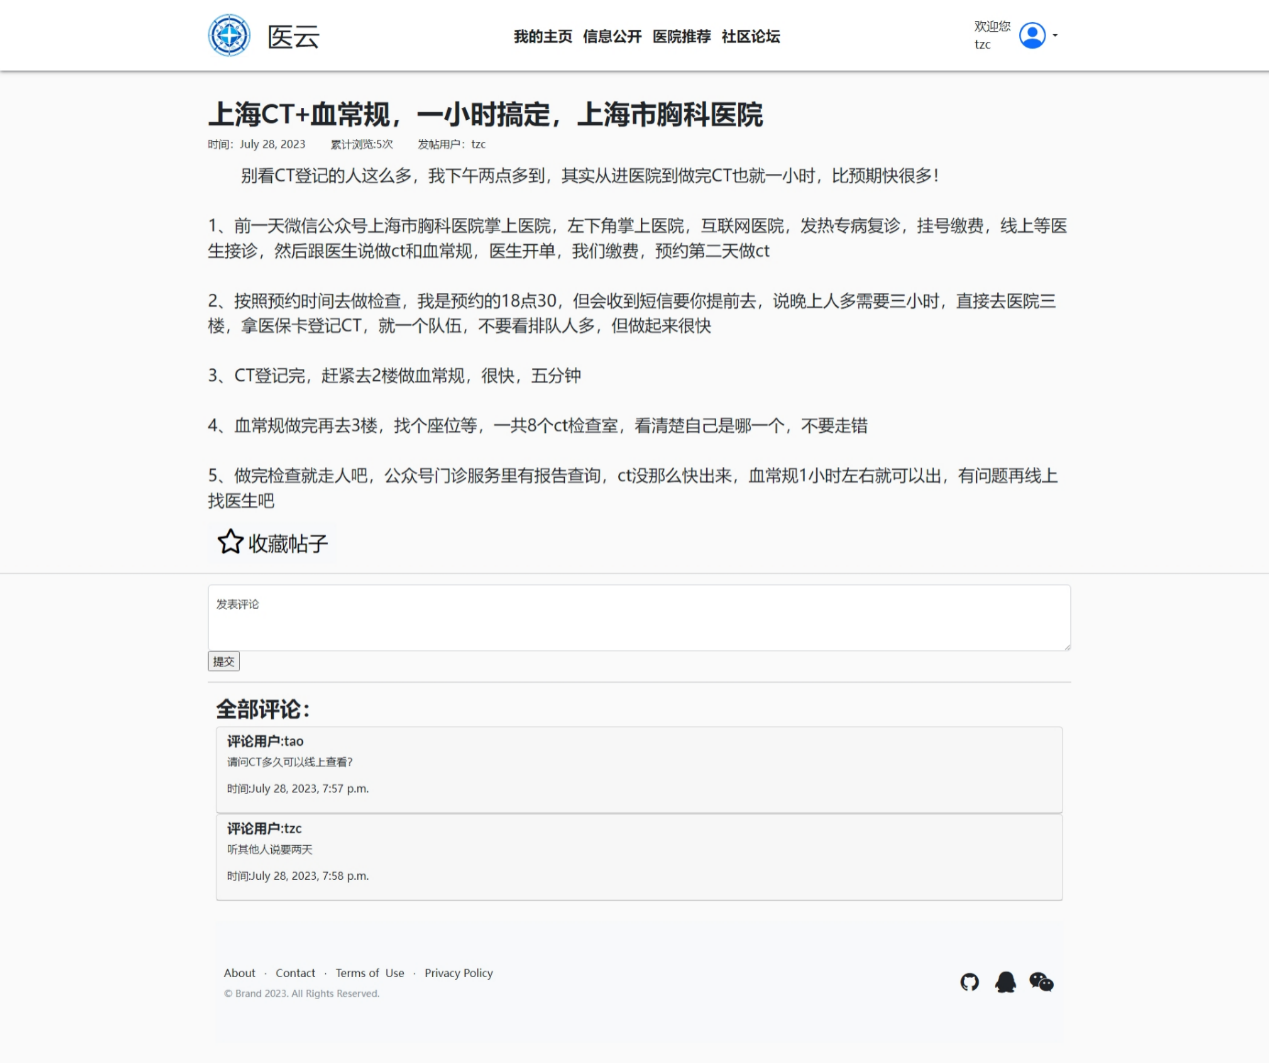 医云
我的主页 信息公开 医院推荐 社区论坛
欢迎您
tzc
上海CT+血常规，一小时搞定，上海市胸科医院
时间：July 28, 2023 累计浏览:5次 发帖用户：tzc
别看CT登记的人这么多，我下午两点多到，其实从进医院到做完CT也就一小时，比预期快很多！
1、前一天微信公众号上海市胸科医院掌上医院，左下角掌上医院，互联网医院，发热专病复诊，挂号缴费，线上等医
生接诊，然后跟医生说做ct和血常规，医生开单，我们缴费，预约第二天做ct
2、按照预约时间去做检查，我是预约的18点30，但会收到短信要你提前去，说晚上人多需要三小时，直接去医院三
楼，拿医保卡登记CT，就一个队伍，不要看排队人多，但做起来很快
3、CT登记完，赶紧去2楼做血常规，很快，五分钟
4、血常规做完再去3楼，找个座位等，一共8个ct检查室，看清楚自己是哪一个，不要走错
5、做完检查就走人吧，公众号门诊服务里有报告查询，ct没那么快出来，血常规1小时左右就可以出，有问题再线上
找医生吧
收藏帖子
发表评论
提交
全部评论：
评论用户:tao
请问CT多久可以线上查看?
时间:July 28, 2023, 7:57 p.m.
评论用户:tzc
听其他人说要两天
时间:July 28, 2023, 7:58 p.m.
About · Contact · Terms of Use · Privacy Policy
© Brand 2023. All Rights Reserved.